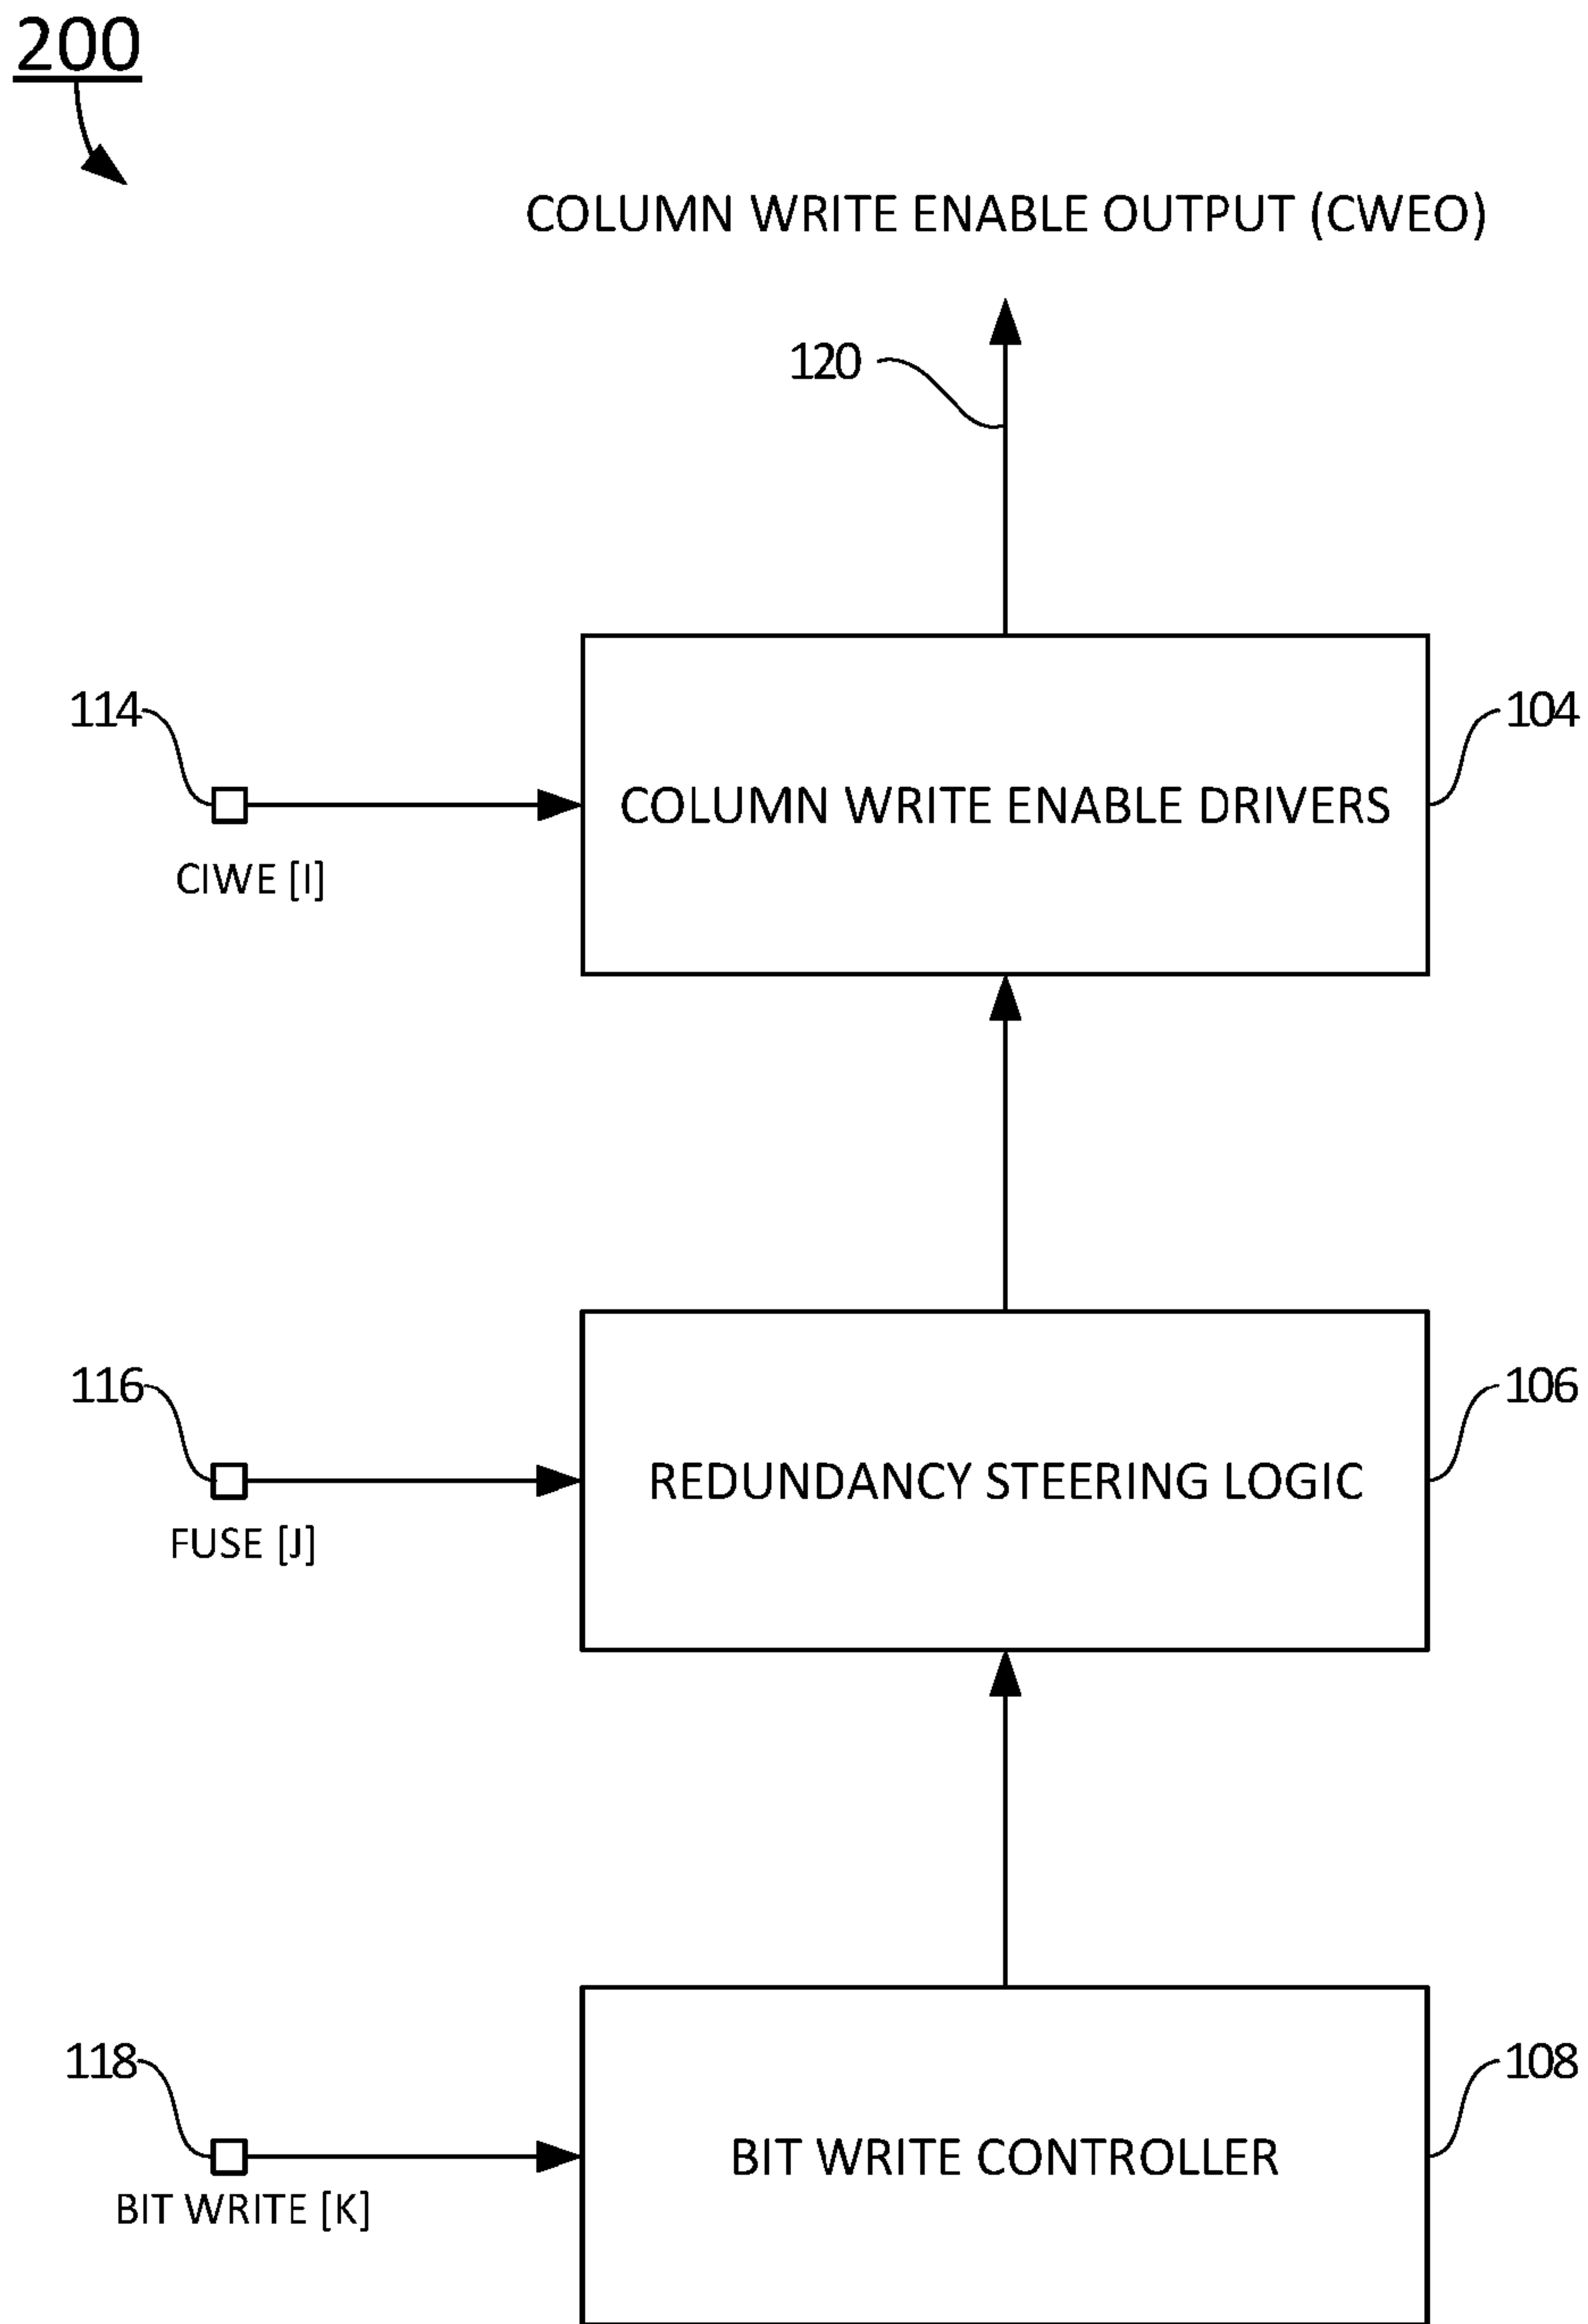 200
COLUMN WRITE ENABLE OUTPUT (CWEO)
120
114
104
COLUMN WRITE ENABLE DRIVERS
CIWE [I]
116
106
REDUNDANCY STEERING LOGIC
FUSE [J]
118
108
BIT WRITE CONTROLLER
BIT WRITE [K]